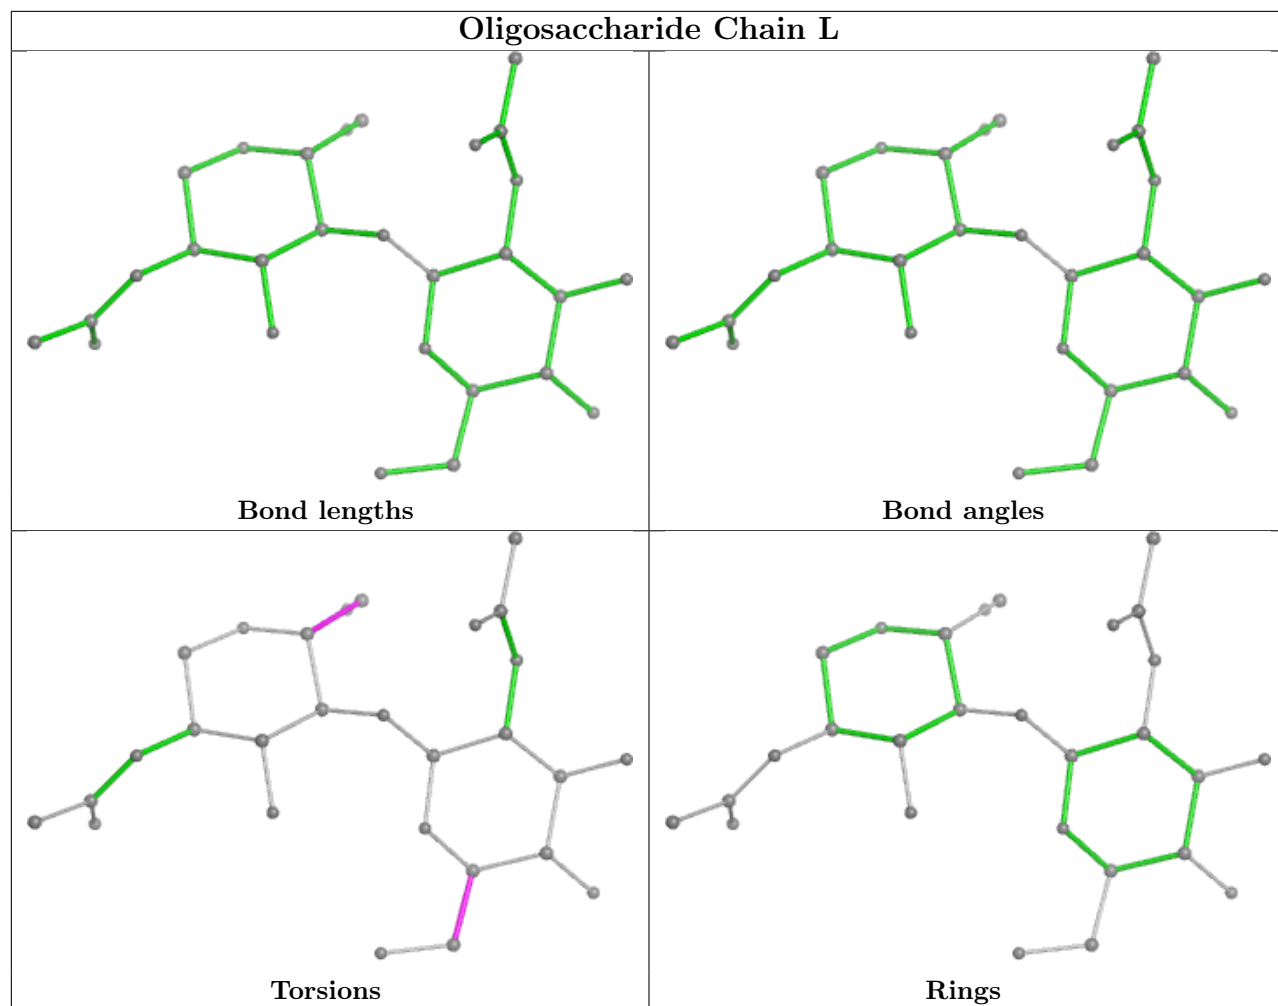 Oligosaccharide Chain L
Bond lengths
Bond angles
Torsions
Rings